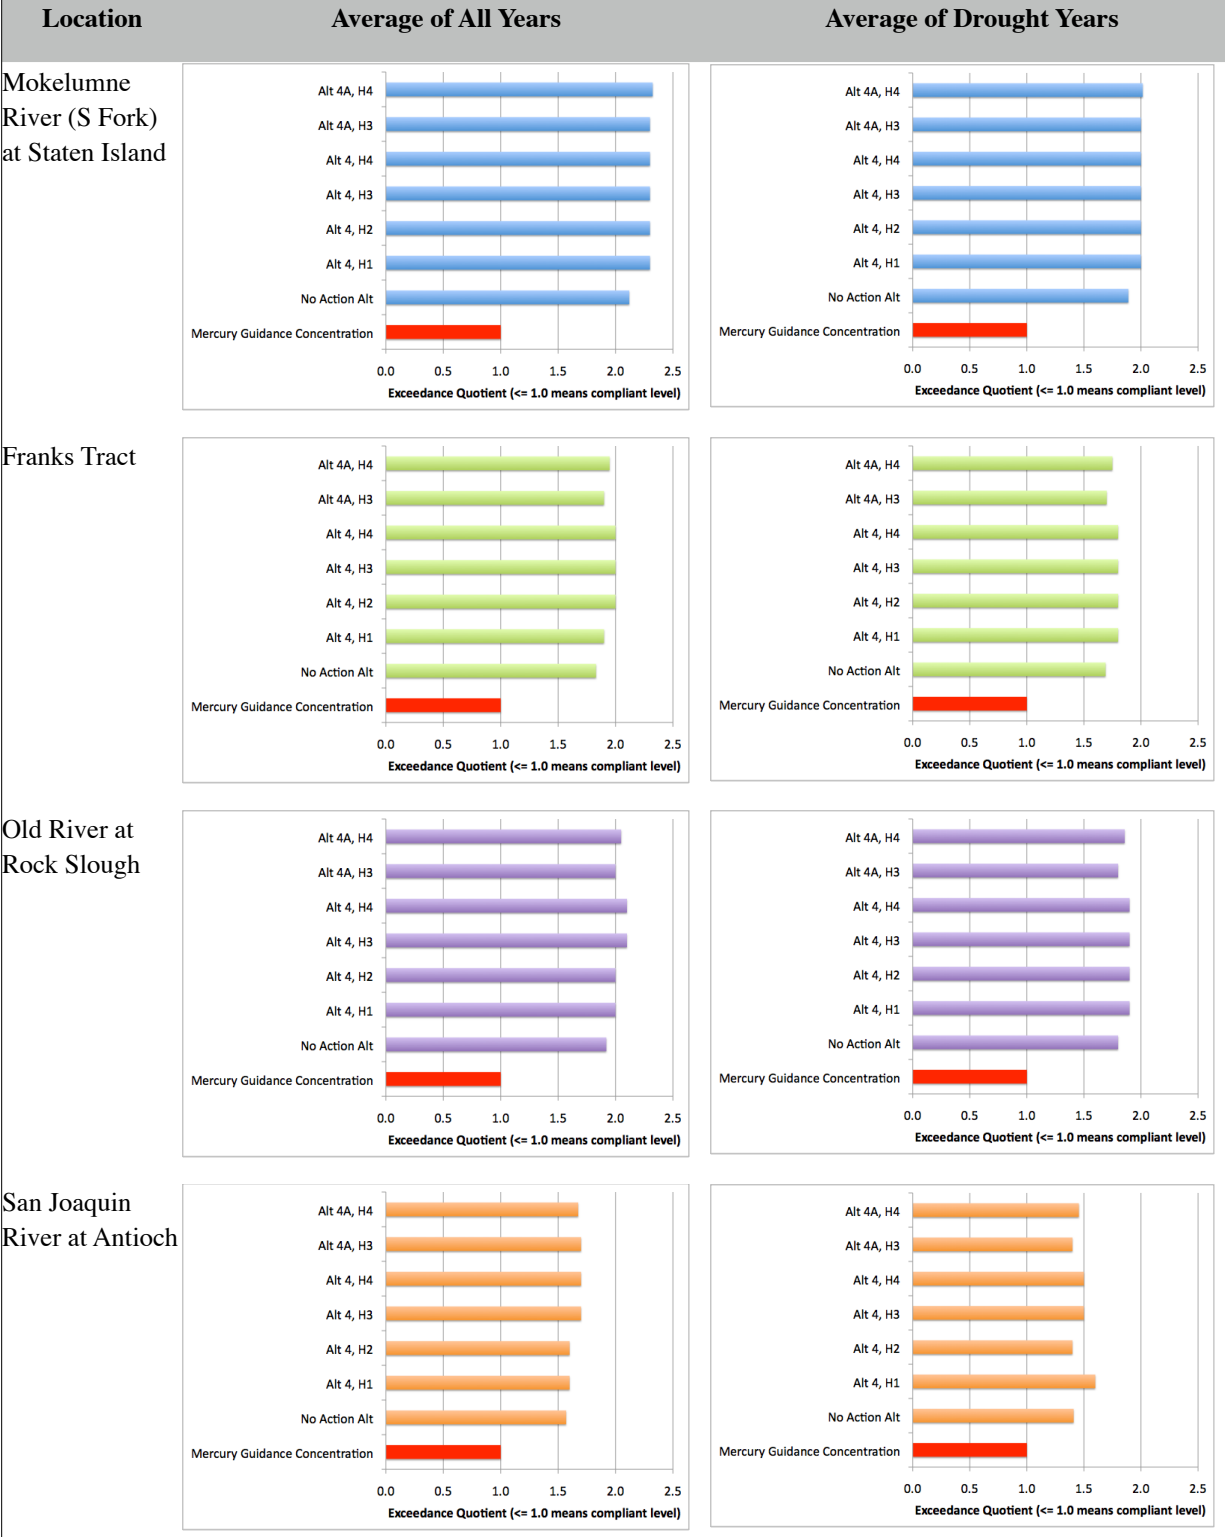 Location Average of All Years Average of Drought Years
Mokelumne
River (S Fork)
at Staten Island
Alt 4A, H4
Alt 4A, H3
Alt 4, H4
Alt 4, H3
Alt 4, H2
Alt 4, H1
No Action Alt
Mercury Guidance Concentration
0.0 0.5 1.0 1.5 2.0 2.5
Exceedance Quotient (<= 1.0 means compliant level)
Alt 4A, H4
Alt 4A, H3
Alt 4, H4
Alt 4, H3
Alt 4, H2
Alt 4, H1
No Action Alt
Mercury Guidance Concentration
0.0 0.5 1.0 1.5 2.0 2.5
Exceedance Quotient (<= 1.0 means compliant level)
Franks Tract
Alt 4A, H4
Alt 4A, H3
Alt 4, H4
Alt 4, H3
Alt 4, H2
Alt 4, H1
No Action Alt
Mercury Guidance Concentration
0.0 0.5 1.0 1.5 2.0 2.5
Exceedance Quotient (<= 1.0 means compliant level)
Alt 4A, H4
Alt 4A, H3
Alt 4, H4
Alt 4, H3
Alt 4, H2
Alt 4, H1
No Action Alt
Mercury Guidance Concentration
0.0 0.5 1.0 1.5 2.0 2.5
Exceedance Quotient (<= 1.0 means compliant level)
Old River at
Rock Slough
Alt 4A, H4
Alt 4A, H3
Alt 4, H4
Alt 4, H3
Alt 4, H2
Alt 4, H1
No Action Alt
Mercury Guidance Concentration
0.0 0.5 1.0 1.5 2.0 2.5
Exceedance Quotient (<= 1.0 means compliant level)
Alt 4A, H4
Alt 4A, H3
Alt 4, H4
Alt 4, H3
Alt 4, H2
Alt 4, H1
No Action Alt
Mercury Guidance Concentration
0.0 0.5 1.0 1.5 2.0 2.5
Exceedance Quotient (<= 1.0 means compliant level)
San Joaquin
River at Antioch
Alt 4A, H4
Alt 4A, H3
Alt 4, H4
Alt 4, H3
Alt 4, H2
Alt 4, H1
No Action Alt
Mercury Guidance Concentration
0.0 0.5 1.0 1.5 2.0 2.5
Exceedance Quotient (<= 1.0 means compliant level)
Alt 4A, H4
Alt 4A, H3
Alt 4, H4
Alt 4, H3
Alt 4, H2
Alt 4, H1
No Action Alt
Mercury Guidance Concentration
0.0 0.5 1.0 1.5 2.0 2.5
Exceedance Quotient (<= 1.0 means compliant level)